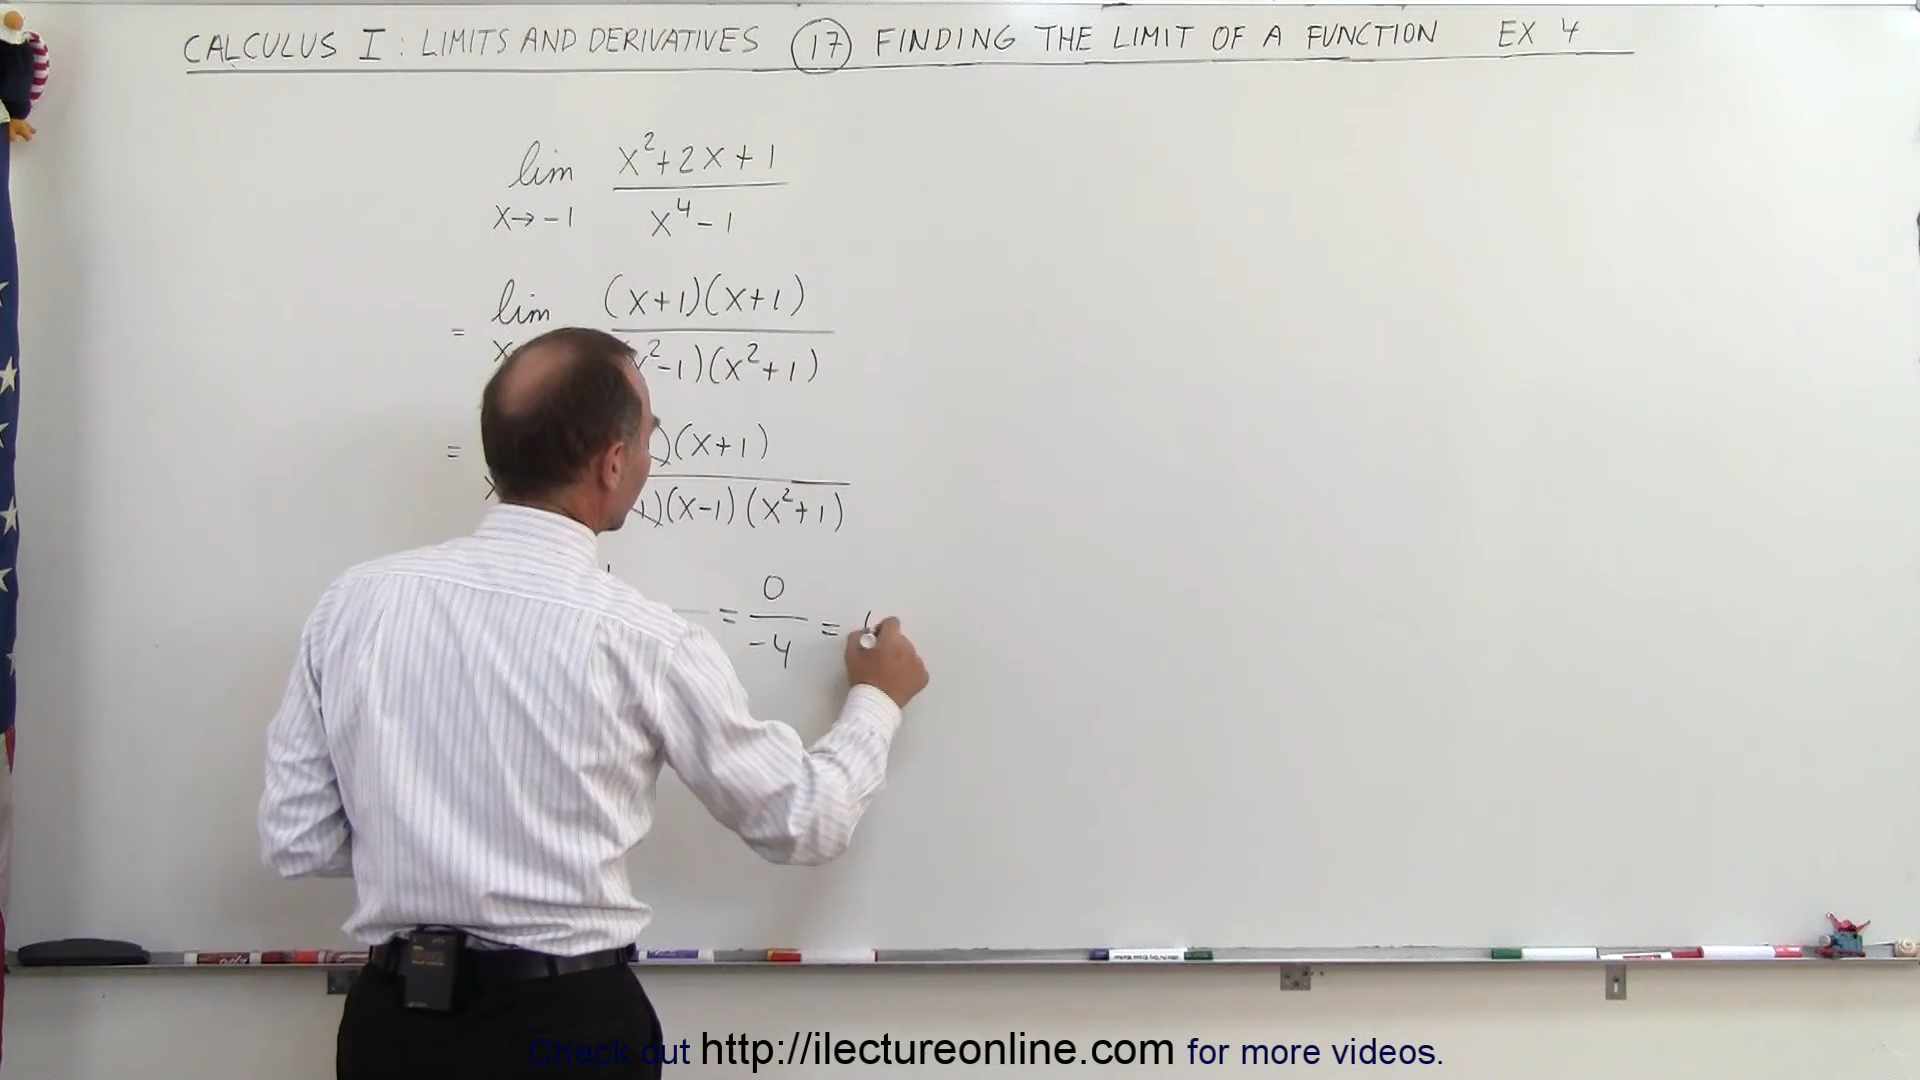 CALCULUS I : LIMITS AND DERIVATIVES 17 FINDING THE LIMIT OF A FUNCTION EX 4
lim x²+2x+1
x→-1 x⁴-1
= lim (x+1)(x+1)
x²-1)(x²+1)
= (x+1)
(x-1)(x²+1)
= 0/-4 =
Check out http://ilectureonline.com for more videos.